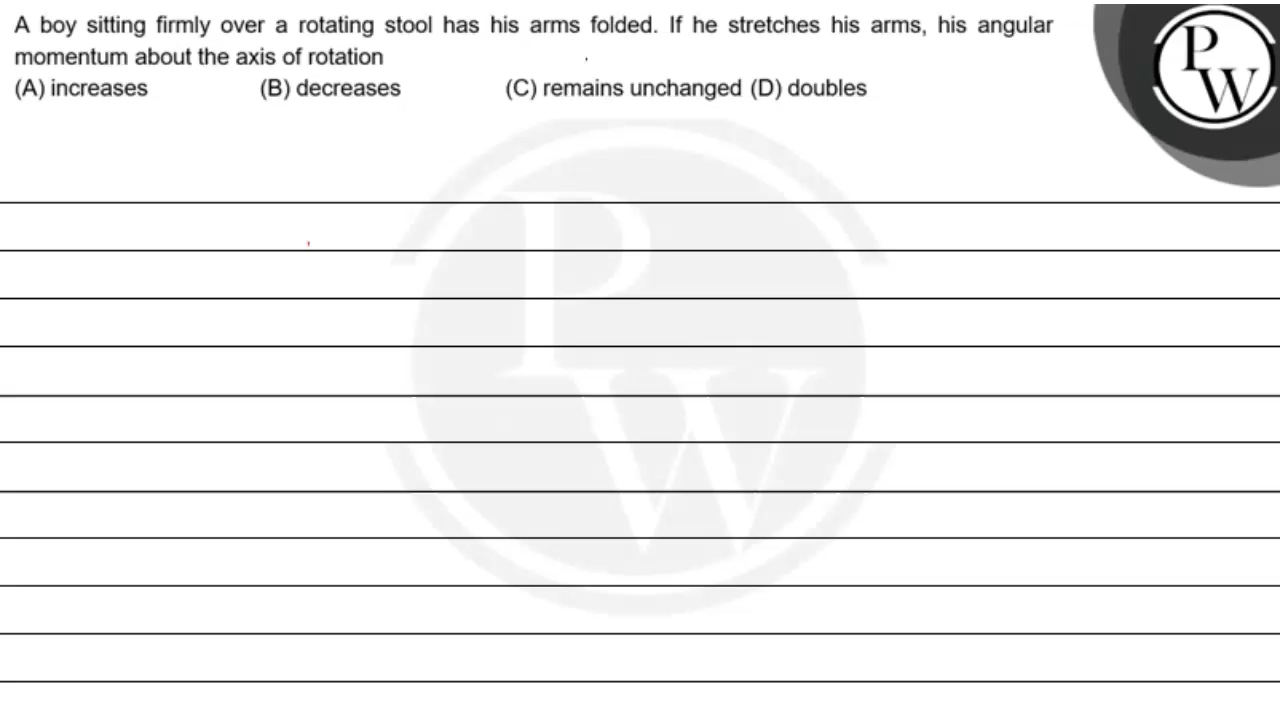 A boy sitting firmly over a rotating stool has his arms folded. If he stretches his arms, his angular
momentum about the axis of rotation
(A) increases (B) decreases (C) remains unchanged (D) doubles
PW
PW